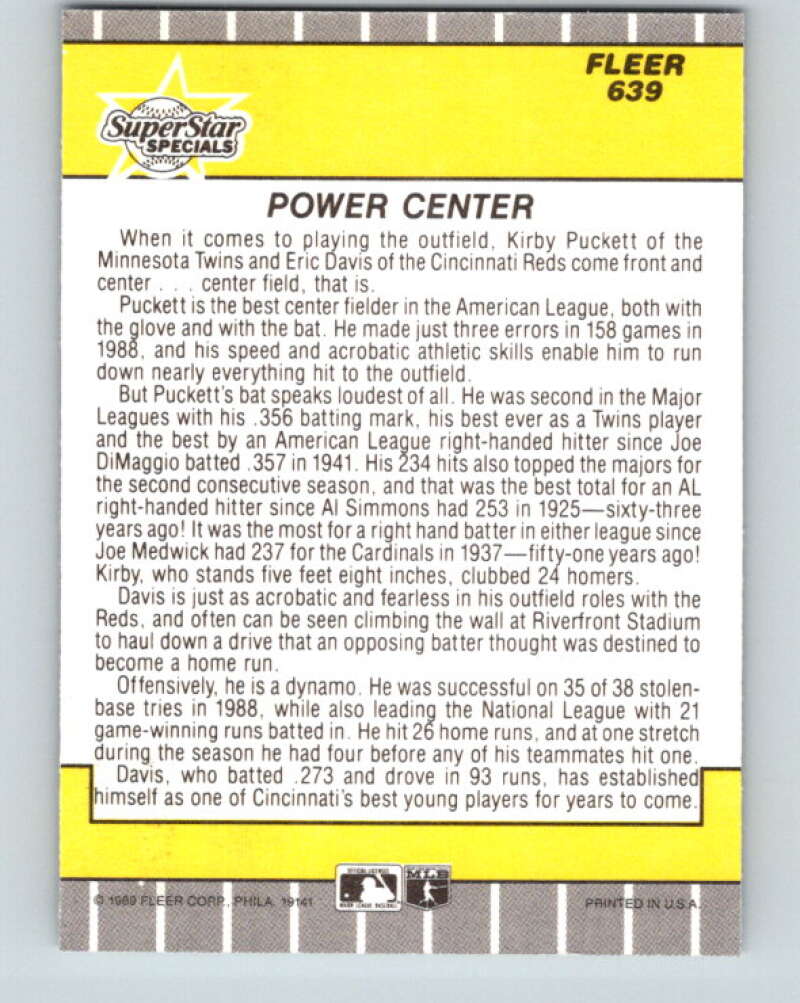 FLEER
639
SuperStar
SPECIALS
POWER CENTER
When it comes to playing the outfield, Kirby Puckett of the
Minnesota Twins and Eric Davis of the Cincinnati Reds come front and
center . . . center field, that is.
Puckett is the best center fielder in the American League, both with
the glove and with the bat. He made just three errors in 158 games in
1988, and his speed and acrobatic athletic skills enable him to run
down nearly everything hit to the outfield.
But Puckett's bat speaks loudest of all. He was second in the Major
Leagues with his .356 batting mark, his best ever as a Twins player
and the best by an American League right-handed hitter since Joe
DiMaggio batted .357 in 1941. His 234 hits also topped the majors for
the second consecutive season, and that was the best total for an AL
right-handed hitter since Al Simmons had 253 in 1925—sixty-three
years ago! It was the most for a right hand batter in either league since
Joe Medwick had 237 for the Cardinals in 1937—fifty-one years ago!
Kirby, who stands five feet eight inches, clubbed 24 homers.
Davis is just as acrobatic and fearless in his outfield roles with the
Reds, and often can be seen climbing the wall at Riverfront Stadium
to haul down a drive that an opposing batter thought was destined to
become a home run.
Offensively, he is a dynamo. He was successful on 35 of 38 stolen-
base tries in 1988, while also leading the National League with 21
game-winning runs batted in. He hit 26 home runs, and at one stretch
during the season he had four before any of his teammates hit one.
Davis, who batted .273 and drove in 93 runs, has established
himself as one of Cincinnati's best young players for years to come.
OFFICIAL LICENSEE
MAJOR LEAGUE BASEBALL
MLB
© 1989 FLEER CORP., PHILA. 19141
PRINTED IN U.S.A.